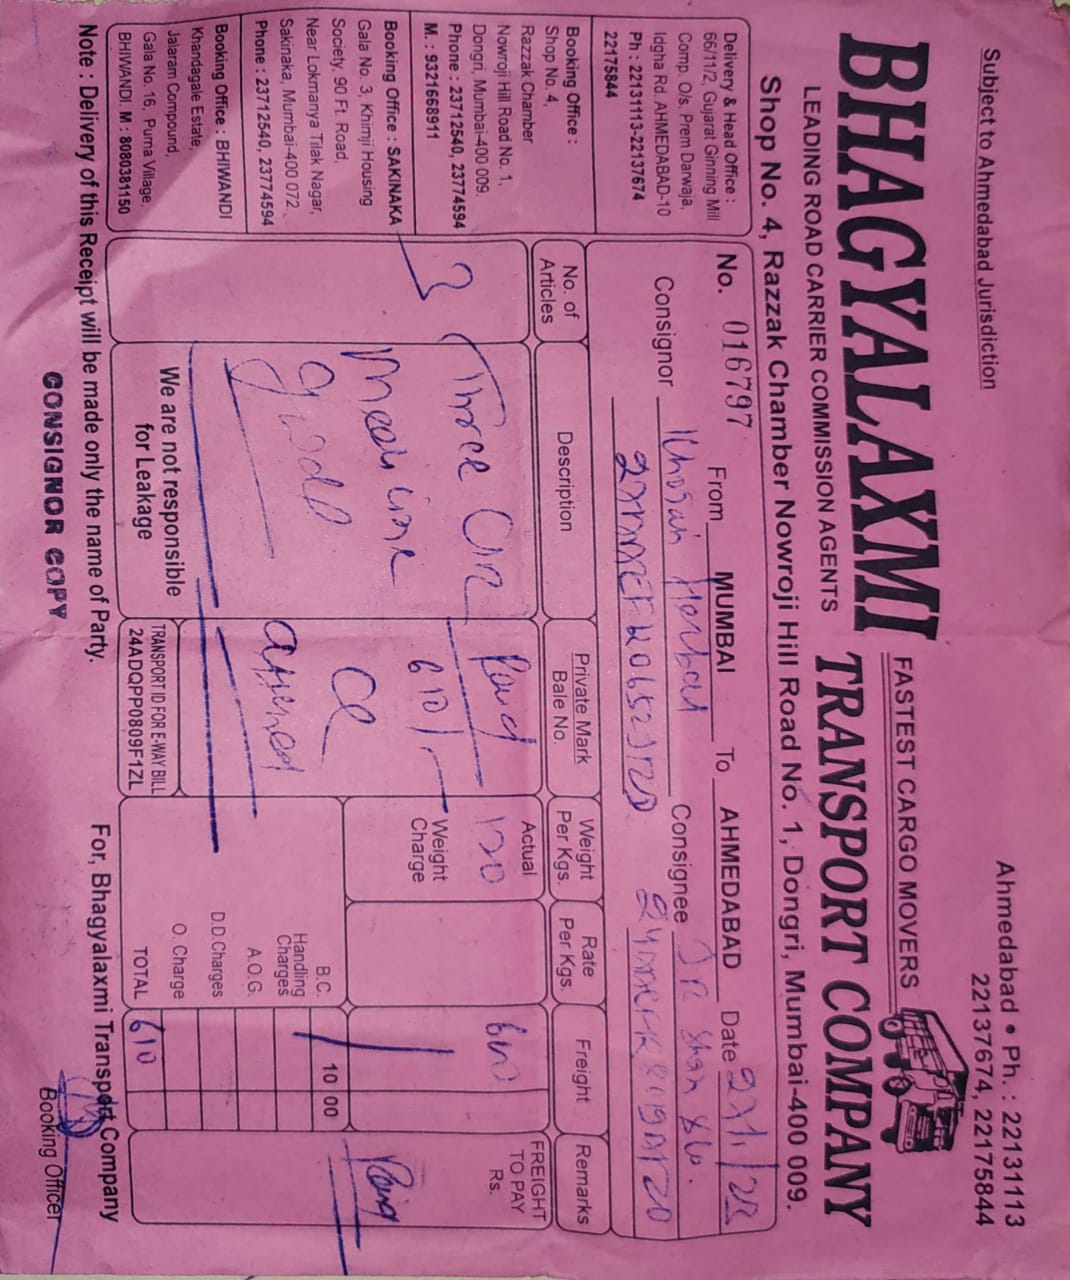 Subject to Ahmedabad Jurisdiction
Ahmedabad • Ph. : 22131113
22137674, 22175844
FASTEST CARGO MOVERS
BHAGYALAXMI TRANSPORT COMPANY
LEADING ROAD CARRIER COMMISSION AGENTS
Shop No. 4, Razzak Chamber Nowroji Hill Road No. 1, Dongri, Mumbai-400 009.
Delivery & Head Office :
66/11/2, Gujarat Ginning Mill
Comp. O/s. Prem Darwaja,
Idgha Rd. AHMEDABAD-10
Ph : 22131113-22137674
22175844
Booking Office :
Shop No. 4,
Razzak Chamber
Nowroji Hill Road No. 1,
Dongri, Mumbai-400 009.
Phone : 23712540, 23774594
M. : 9321668911
Booking Office : SAKINAKA
Gala No. 3, Khimji Housing
Society, 90 Ft. Road,
Near Lokmanya Tilak Nagar,
Sakinaka, Mumbai-400 072.
Phone : 23712540, 23774594
Booking Office : BHIWANDI
Khandagale Estate,
Jalaram Compound,
Gala No. 16, Purna Village,
BHIWANDI. M : 8080381150
No. 016797 From MUMBAI To AHMEDABAD Date
Consignor Herbal Consignee
No. of Articles
Description
Private Mark Bale No.
Weight Per Kgs.
Rate Per Kgs.
Freight
Remarks
3
Three
Medicine
Paid
610/-
Actual
120
Weight Charge
600
FREIGHT TO PAY Rs.
B.C. 10 00
Handling Charges
A.O.G.
D.D.Charges
O. Charge
TOTAL 610
We are not responsible for Leakage
TRANSPORT ID FOR E-WAY BILL
24ADQPP0809F1ZL
For, Bhagyalaxmi Transport Company
Note : Delivery of this Receipt will be made only the name of Party.
CONSIGNOR COPY
Booking Officer